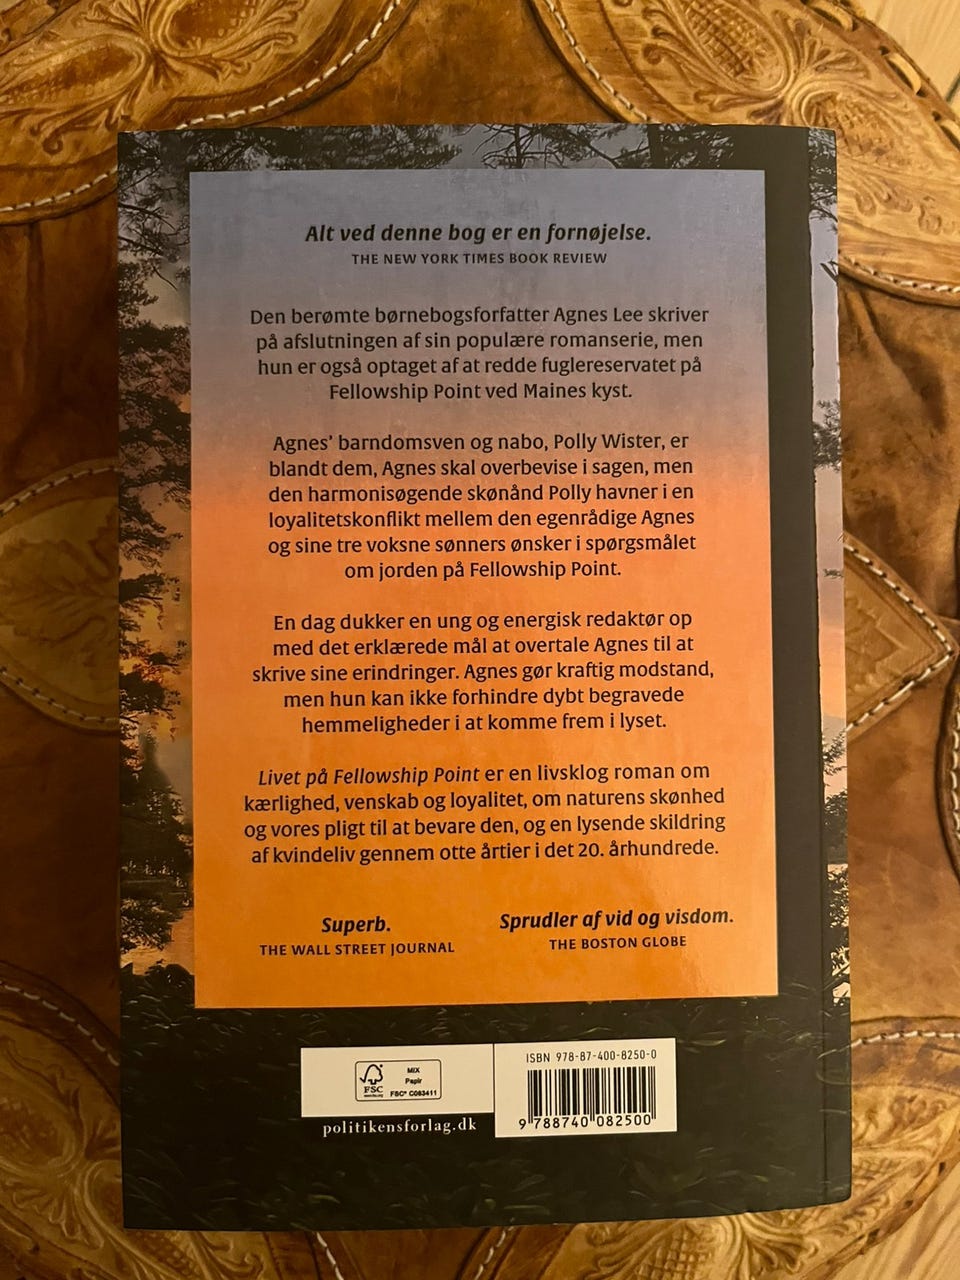 Alt ved denne bog er en fornøjelse.
THE NEW YORK TIMES BOOK REVIEW
Den berømte børnebogsforfatter Agnes Lee skriver
på afslutningen af sin populære romanserie, men
hun er også optaget af at redde fuglereservatet på
Fellowship Point ved Maines kyst.
Agnes’ barndomsven og nabo, Polly Wister, er
blandt dem, Agnes skal overbevise i sagen, men
den harmonisøgende skønånd Polly havner i en
loyalitetskonflikt mellem den egenrådige Agnes
og sine tre voksne sønners ønsker i spørgsmålet
om jorden på Fellowship Point.
En dag dukker en ung og energisk redaktør op
med det erklærede mål at overtale Agnes til at
skrive sine erindringer. Agnes gør kraftig modstand,
men hun kan ikke forhindre dybt begravede
hemmeligheder i at komme frem i lyset.
Livet på Fellowship Point er en livsklog roman om
kærlighed, venskab og loyalitet, om naturens skønhed
og vores pligt til at bevare den, og en lysende skildring
af kvindeliv gennem otte årtier i det 20. århundrede.
Superb.
THE WALL STREET JOURNAL
Sprudler af vid og visdom.
THE BOSTON GLOBE
FSC
MIX
Papir
FSC® C083411
politikensforlag.dk
ISBN 978-87-400-8250-0
9 788740 082500